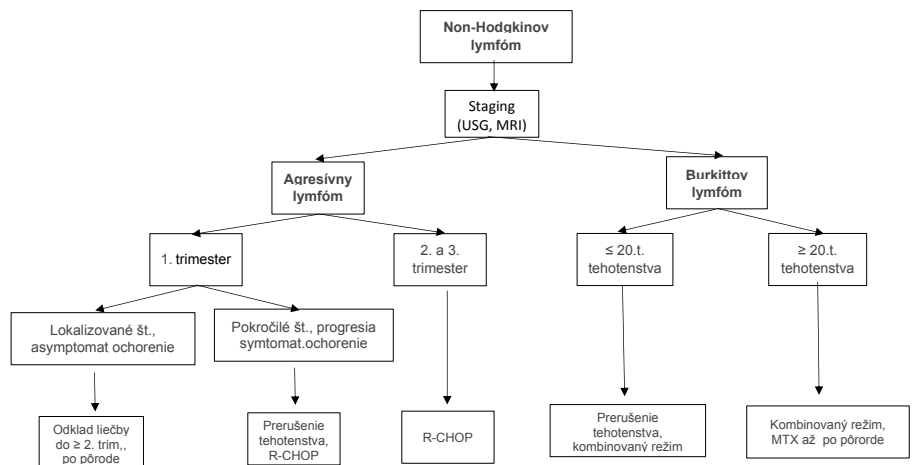 Non-Hodgkinov
lymfóm
Staging
(USG, MRI)
Agresívny
lymfóm
Burkittov
lymfóm
1. trimester
2. a 3.
trimester
≤ 20.t.
tehotenstva
≥ 20.t.
tehotenstva
Lokalizované št.,
asymptomat ochorenie
Pokročilé št., progresia
symtomat.ochorenie
Odklad liečby
do ≥ 2. trim,,
po pôrode
Prerušenie
tehotenstva,
R-CHOP
R-CHOP
Prerušenie
tehotenstva,
kombinovaný režim
Kombinovaný režim,
MTX až po pôrorde